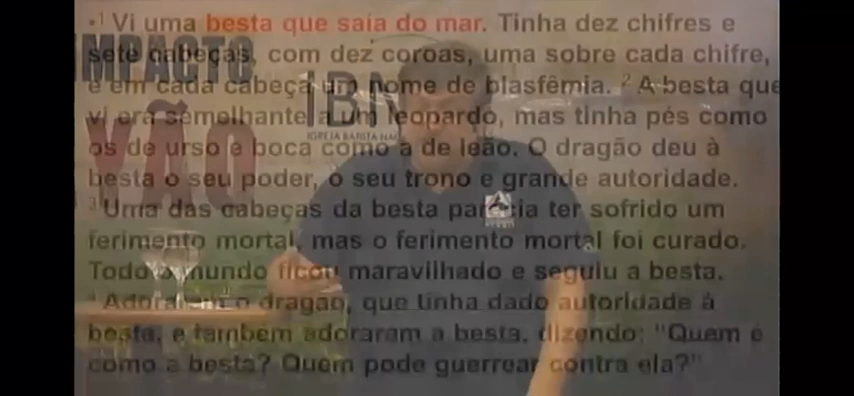 ¹ Vi uma besta que saía do mar. Tinha dez chifres e
sete cabeças, com dez coroas, uma sobre cada chifre,
e em cada cabeça um nome de blasfêmia. ² A besta que
vi era semelhante a um leopardo, mas tinha pés como
os de urso e boca como a de leão. O dragão deu à
besta o seu poder, o seu trono e grande autoridade.
³ Uma das cabeças da besta parecia ter sofrido um
ferimento mortal, mas o ferimento mortal foi curado.
Todo o mundo ficou maravilhado e seguiu a besta.
Adoraram o dragão, que tinha dado autoridade à
besta, e também adoraram a besta, dizendo: "Quem é
como a besta? Quem pode guerrear contra ela?"
IMPACTO
YÃO
IBN
IGREJA BATISTA